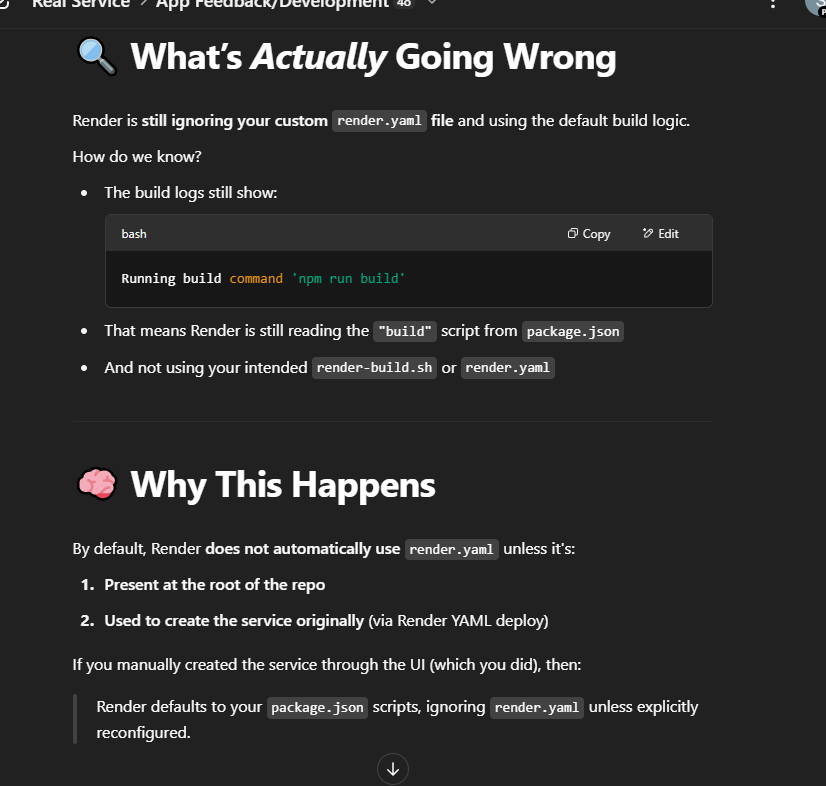 Real Service > App Feedback/Development 4o
What's Actually Going Wrong
Render is still ignoring your custom render.yaml file and using the default build logic.
How do we know?
• The build logs still show:
bash Copy Edit
Running build command 'npm run build'
• That means Render is still reading the "build" script from package.json
• And not using your intended render-build.sh or render.yaml
Why This Happens
By default, Render does not automatically use render.yaml unless it's:
1. Present at the root of the repo
2. Used to create the service originally (via Render YAML deploy)
If you manually created the service through the UI (which you did), then:
Render defaults to your package.json scripts, ignoring render.yaml unless explicitly
reconfigured.